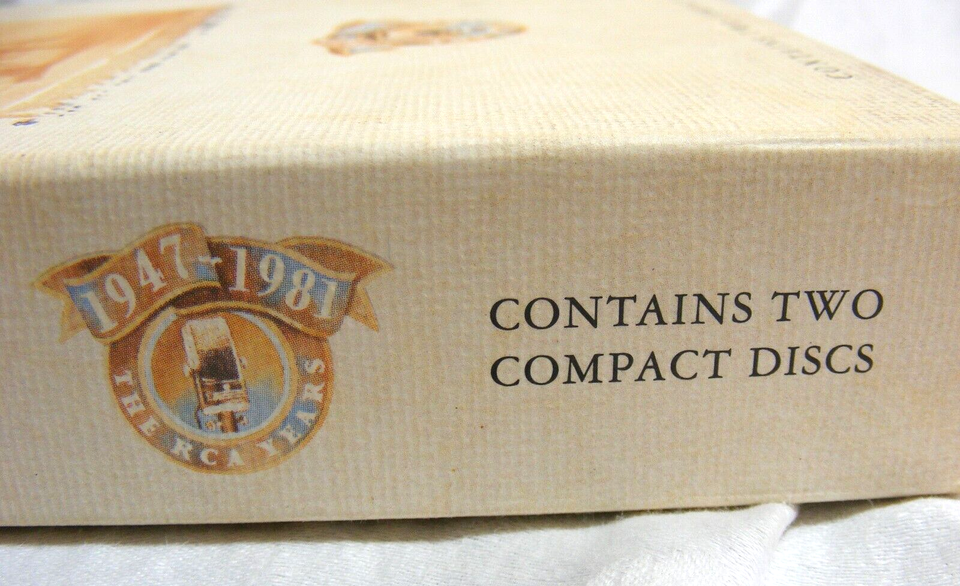 1947-1981
THE RCA YEARS
CONTAINS TWO
COMPACT DISCS